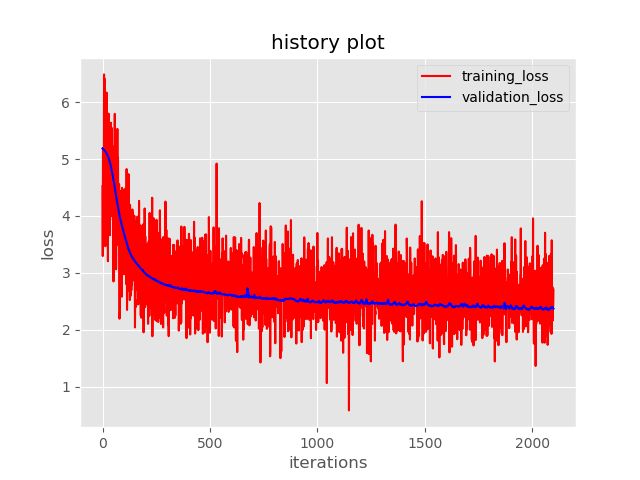 history plot
training_loss
validation_loss
6
5
4
3
2
1
loss
0
500
1000
1500
2000
iterations